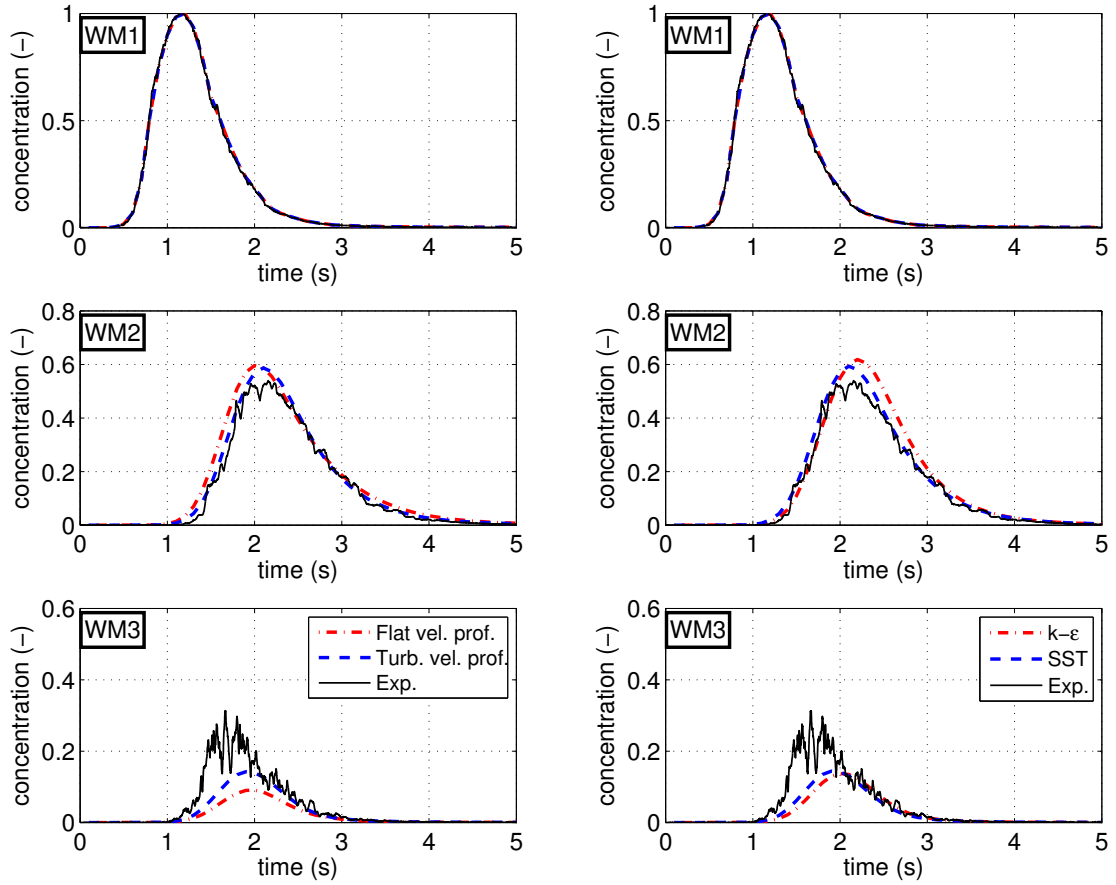 WM1
concentration (−)
1
0.5
0
0 1 2 3 4 5
time (s)
WM1
concentration (−)
1
0.5
0
0 1 2 3 4 5
time (s)
WM2
concentration (−)
0.8
0.6
0.4
0.2
0
0 1 2 3 4 5
time (s)
WM2
concentration (−)
0.8
0.6
0.4
0.2
0
0 1 2 3 4 5
time (s)
WM3
concentration (−)
0.6
0.4
0.2
0
0 1 2 3 4 5
time (s)
Flat vel. prof.
Turb. vel. prof.
Exp.
WM3
concentration (−)
0.6
0.4
0.2
0
0 1 2 3 4 5
time (s)
k−ε
SST
Exp.